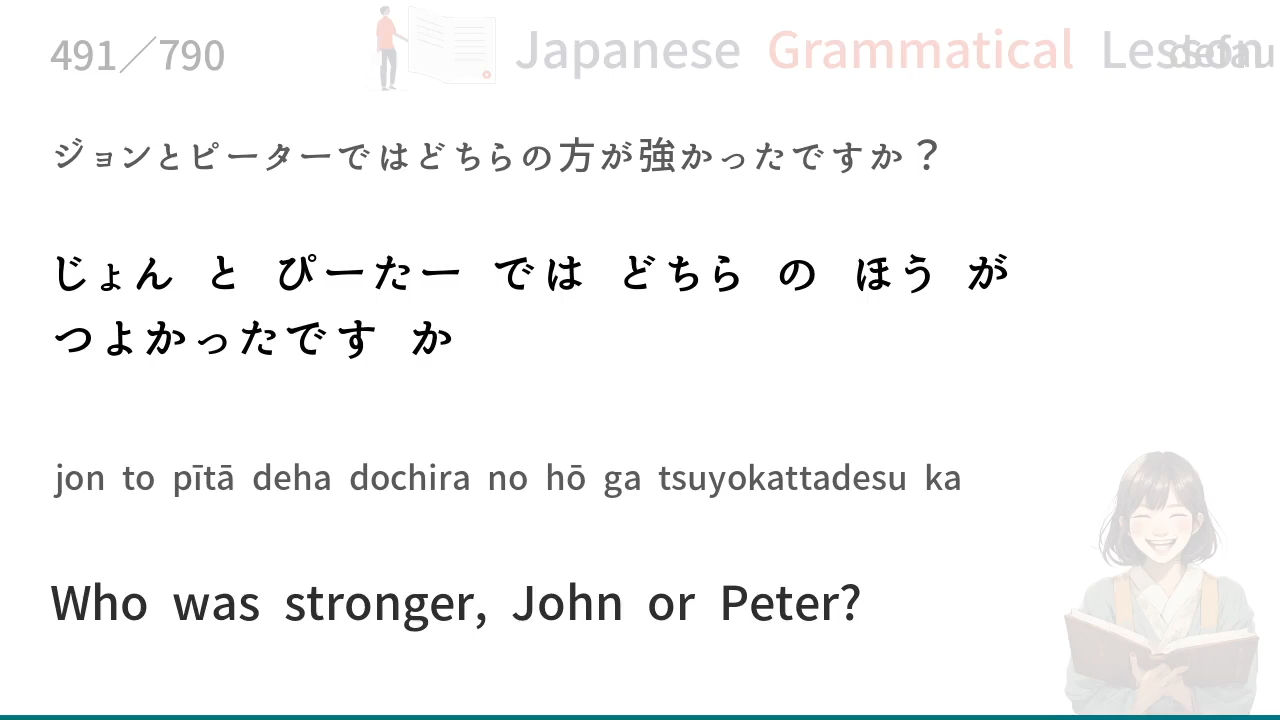 491／790
Japanese Grammatical Lesson
ジョンとピーターではどちらの方が強かったですか？
じょん と ぴーたー では どちら の ほう が
つよかったです か
jon to pītā deha dochira no hō ga tsuyokattadesu ka
Who was stronger, John or Peter?